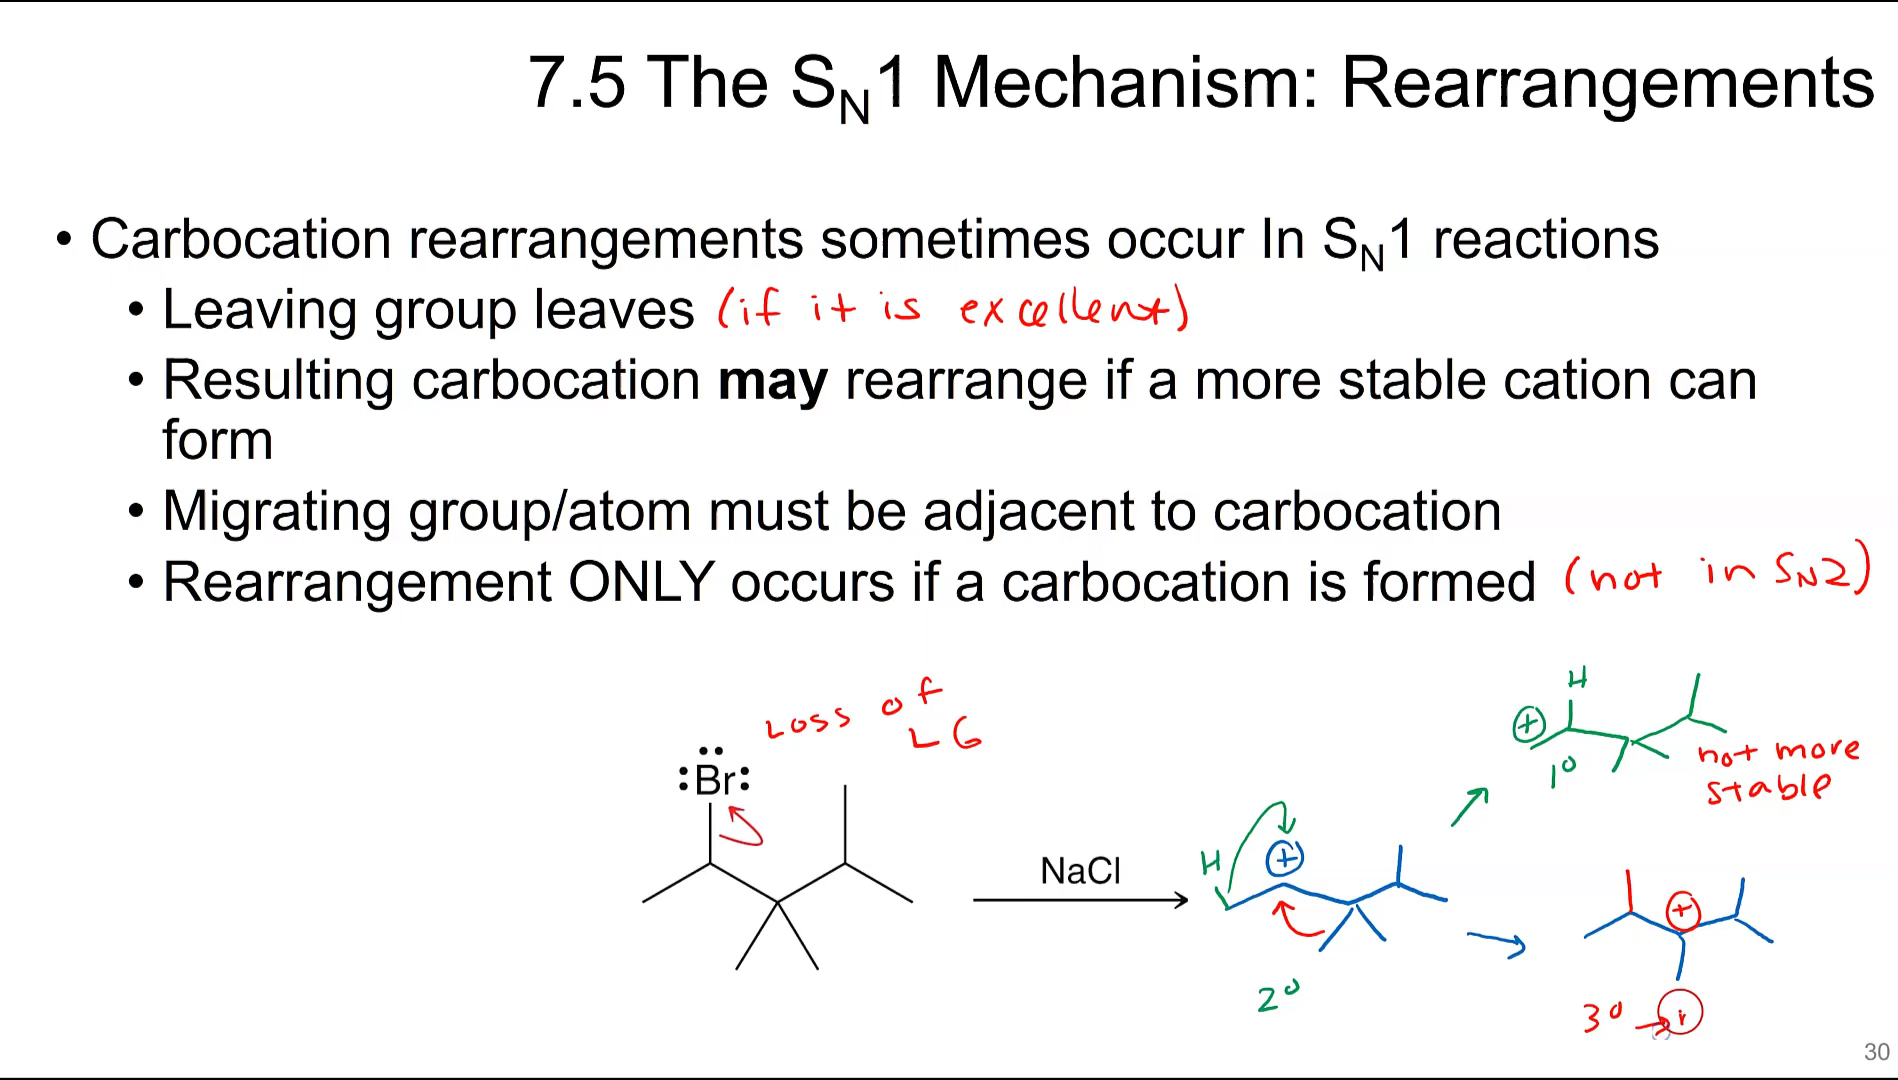 7.5 The SN1 Mechanism: Rearrangements
• Carbocation rearrangements sometimes occur In SN1 reactions
• Leaving group leaves (if it is excellent)
• Resulting carbocation may rearrange if a more stable cation can
form
• Migrating group/atom must be adjacent to carbocation
• Rearrangement ONLY occurs if a carbocation is formed (not in SN2)
Loss of
LG
:Br:
NaCl
H
+
2°
H
+
1°
not more
stable
+
3°
30